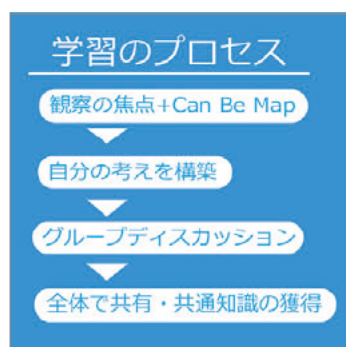 学習のプロセス
観察の焦点+Can Be Map
自分の考えを構築
グループディスカッション
全体で共有・共通知識の獲得